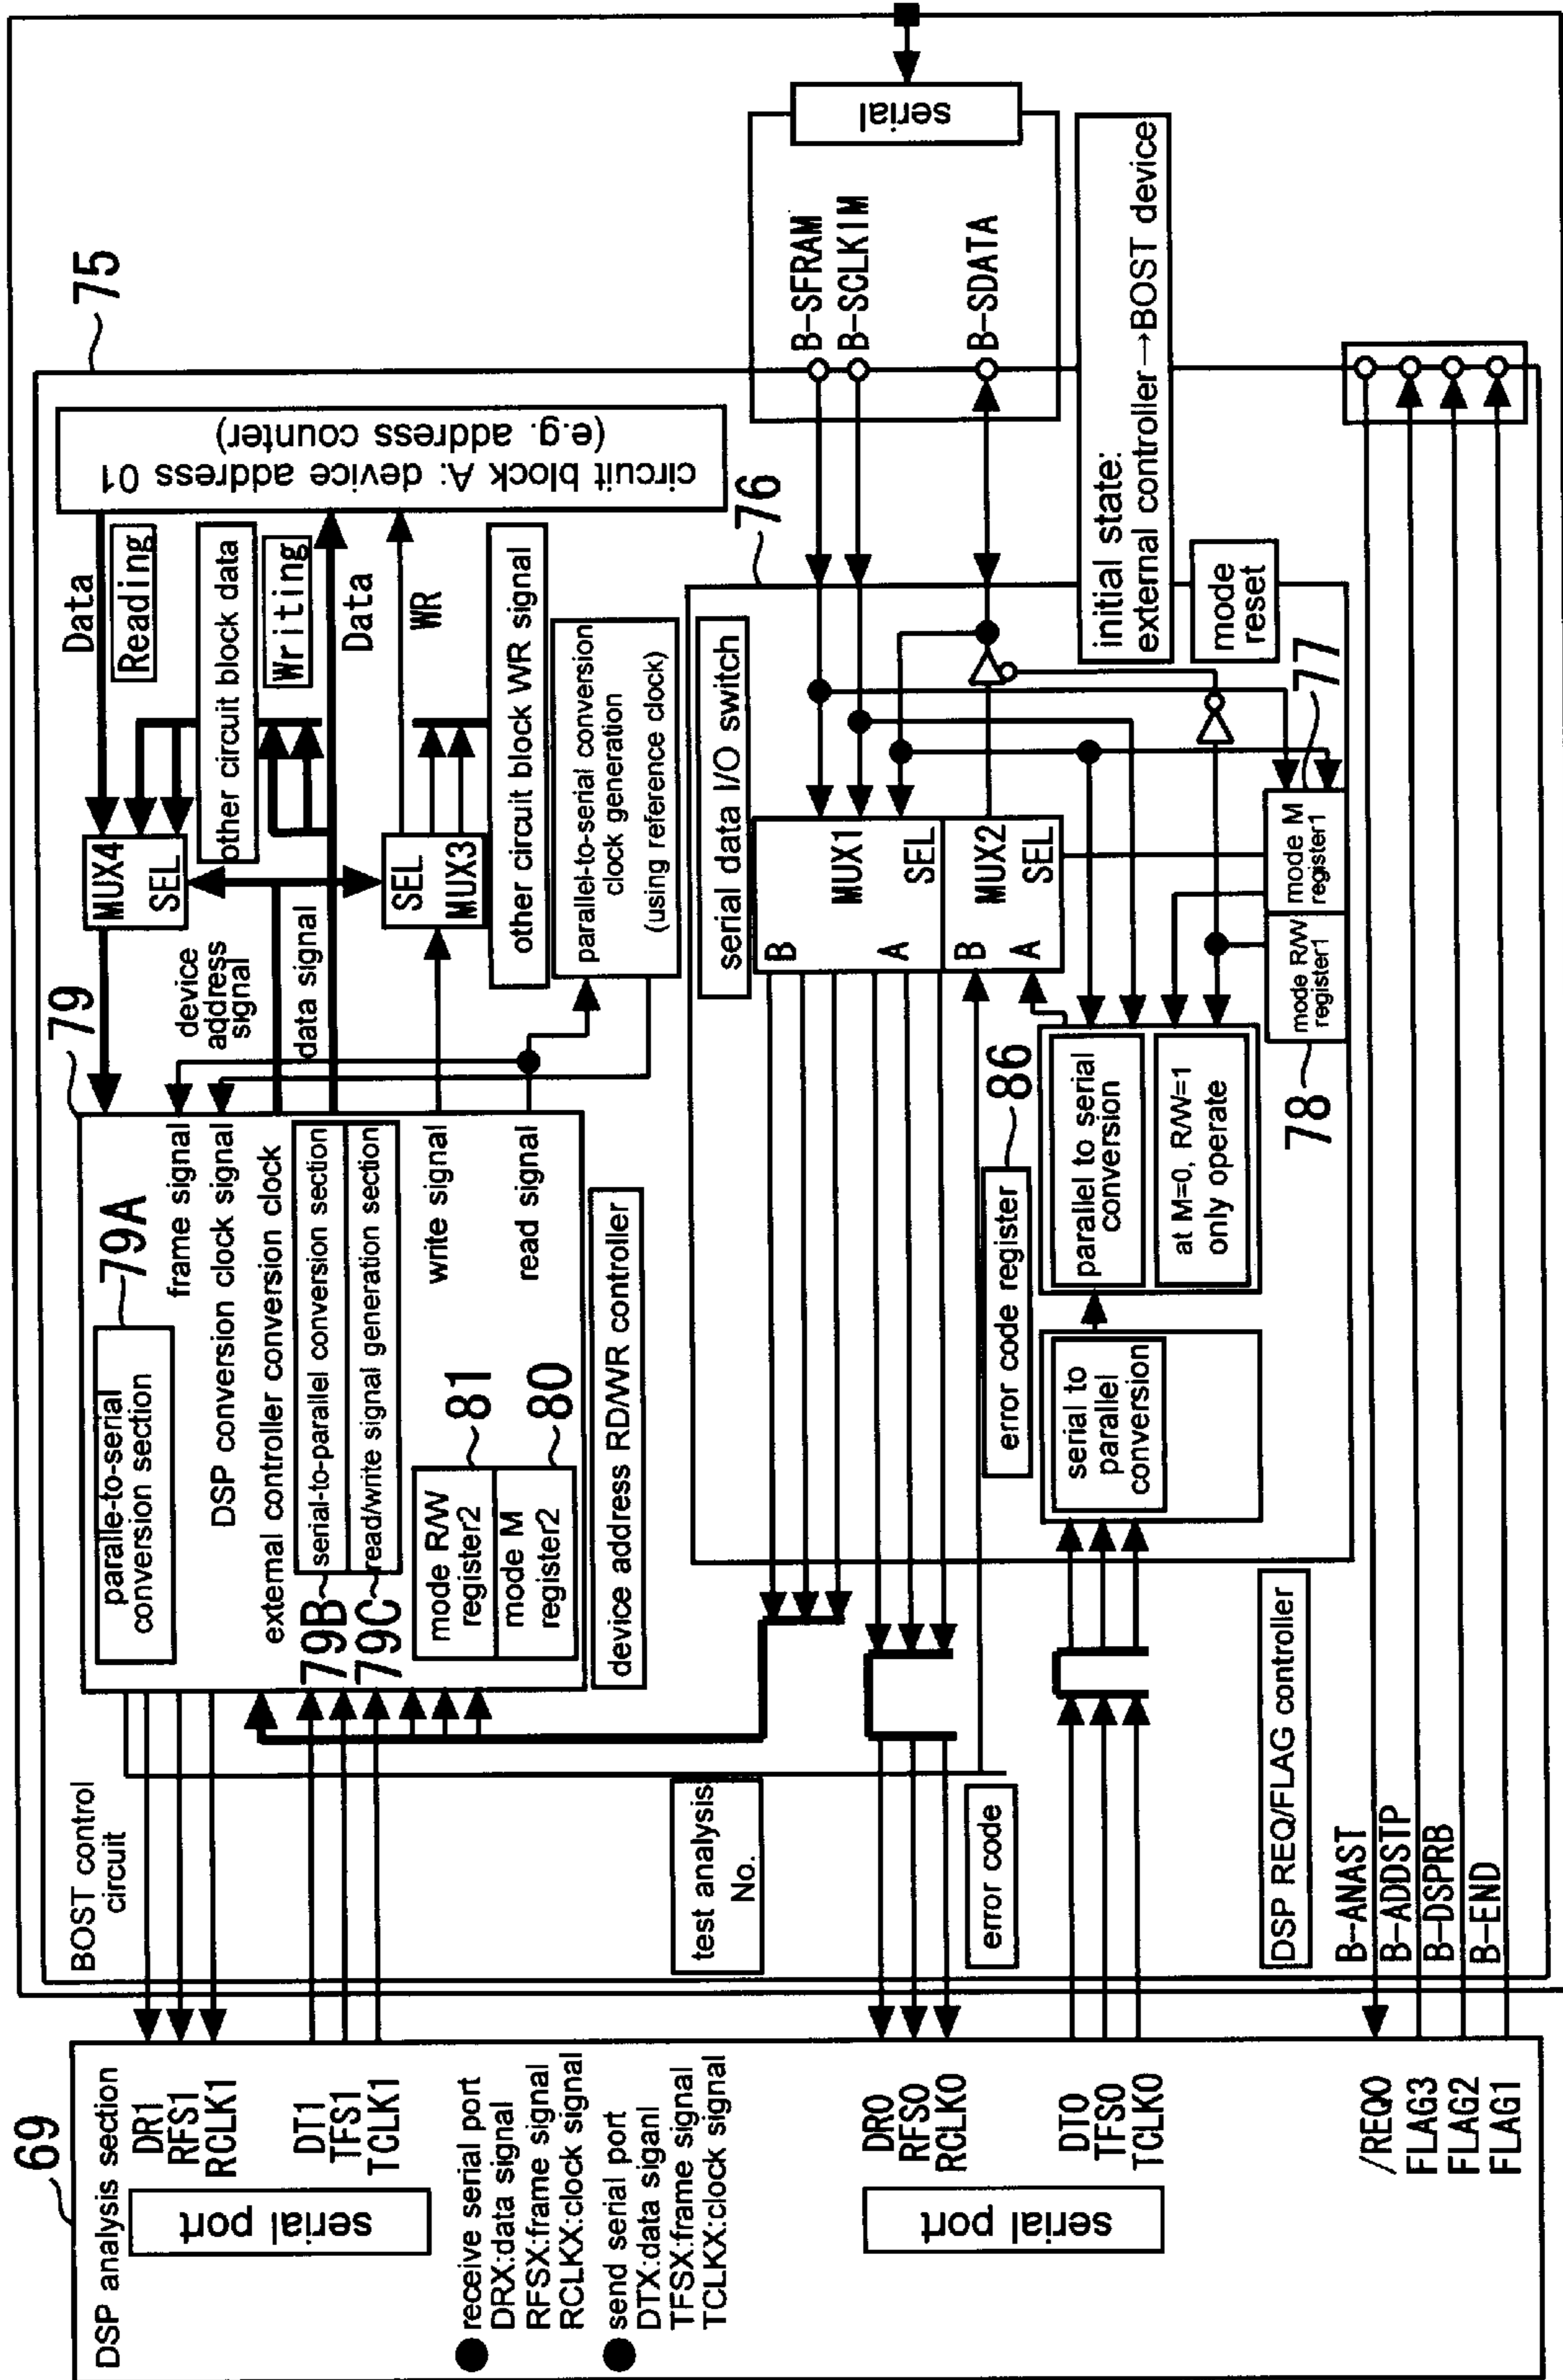 69
DSP analysis section
serial port
DR1
RFS1
RCLK1
DT1
TFS1
TCLK1
receive serial port
DRX:data signal
RFSX:frame signal
RCLKX:clock signal
send serial port
DTX:data siganl
TFSX:frame signal
TCLKX:clock signal
serial port
DR0
RFS0
RCLK0
DT0
TFS0
TCLK0
/REQ0
FLAG3
FLAG2
FLAG1
BOST control
circuit
75
79
paralle-to-serial
conversion section
79A
frame signal
DSP conversion clock signal
external controller conversion clock
79B
serial-to-parallel conversion section
79C
read/write signal generation section
write signal
read signal
mode R/W
register2
81
mode M
register2
80
device address RD/WR controller
device
address
signal
data signal
MUX4
SEL
Data
Reading
other circuit block data
Writing
Data
SEL
MUX3
WR
other circuit block WR signal
parallel-to-serial conversion
clock generation
(using reference clock)
circuit block A: device address 01
(e.g. address counter)
test analysis
No.
error code
76
serial data I/O switch
B
MUX1
A
SEL
B
MUX2
A
SEL
error code register
86
serial to
parallel
conversion
parallel to serial
conversion
at M=0, R/W=1
only operate
mode R/W
register1
78
mode M
register1
77
mode
reset
initial state:
external controller→BOST device
B-SFRAM
B-SCLK1M
B-SDATA
serial
DSP REQ/FLAG controller
B-ANAST
B-ADDSTP
B-DSPRB
B-END